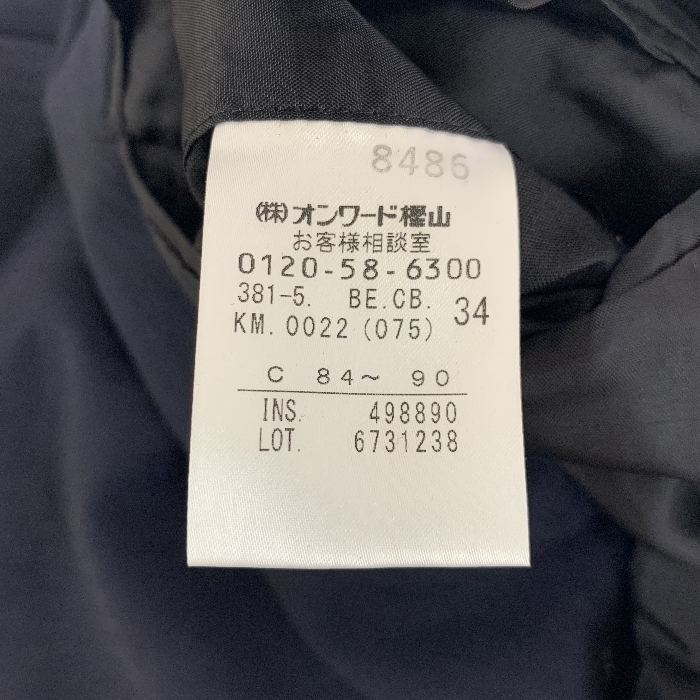 8486
(株)オンワード樫山
お客様相談室
0120-58-6300
381-5. BE.CB. 34
KM.0022(075)
C 84～ 90
INS. 498890
LOT. 6731238